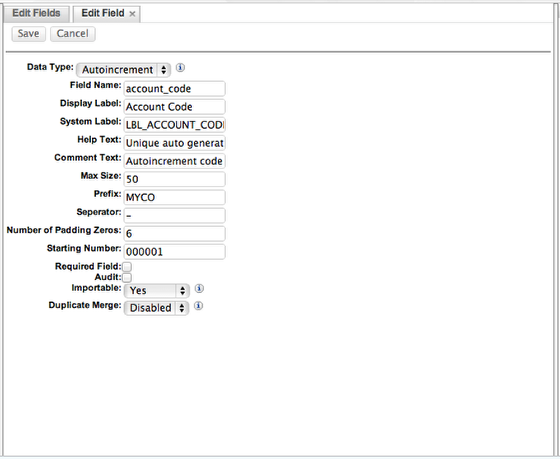 Edit Fields Edit Field ×
Save Cancel
Data Type: Autoincrement i
Field Name: account_code
Display Label: Account Code
System Label: LBL_ACCOUNT_COD
Help Text: Unique auto generat
Comment Text: Autoincrement code
Max Size: 50
Prefix: MYCO
Seperator: -
Number of Padding Zeros: 6
Starting Number: 000001
Required Field:
Audit:
Importable: Yes i
Duplicate Merge: Disabled i